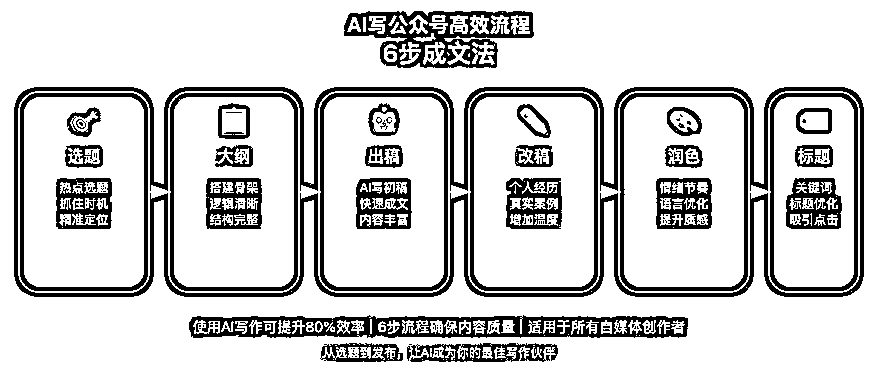 AI写公众号高效流程
6步成文法
选题
热点选题
抓住时机
精准定位
大纲
搭建骨架
逻辑清晰
结构完整
出稿
AI写初稿
快速成文
内容丰富
改稿
个人经历
真实案例
增加温度
润色
情绪节奏
语言优化
提升质感
标题
关键词
标题优化
吸引点击
使用AI写作可提升80%效率 | 6步流程确保内容质量 | 适用于所有自媒体创作者
从选题到发布，让AI成为你的最佳写作伙伴